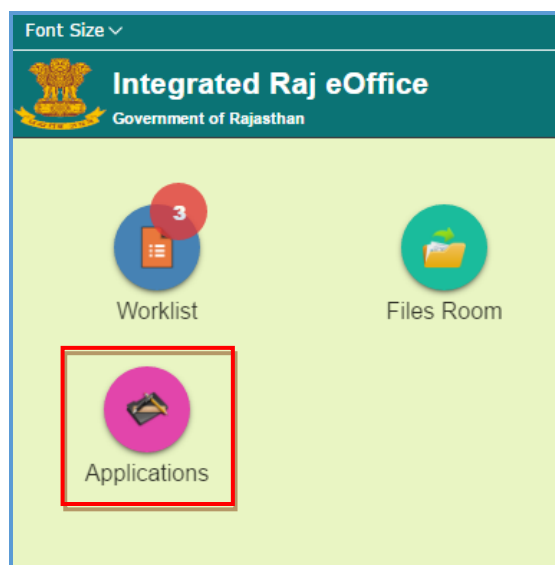 Font Size
Integrated Raj eOffice
Government of Rajasthan
3
Worklist
Files Room
Applications